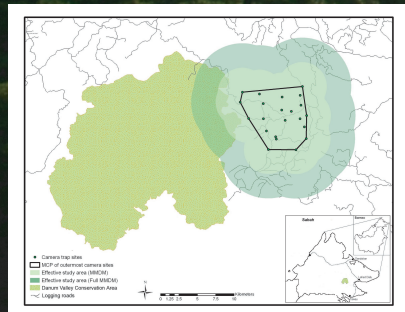 Sabah
Borneo
Camera trap sites
MCP of outermost camera sites
Effective study area (MMDM)
Effective study area (Full MMDM)
Danum Valley Conservation Area
Logging roads
N
0 1.25 2.5 5 7.5 10
Kilometers